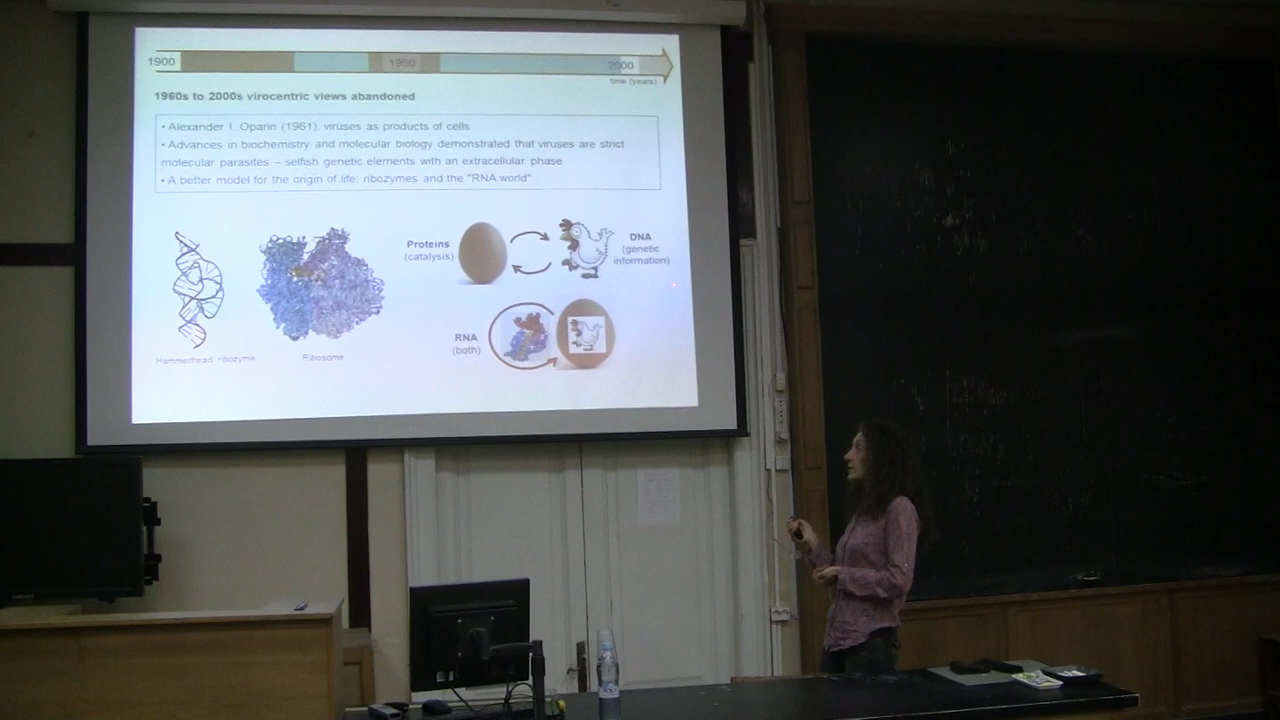 1900
1950
2000
time (years)
1960s to 2000s virocentric views abandoned
• Alexander I. Oparin (1961): viruses as products of cells
• Advances in biochemistry and molecular biology demonstrated that viruses are strict
molecular parasites – selfish genetic elements with an extracellular phase
• A better model for the origin of life: ribozymes and the "RNA world"
Proteins
(catalysis)
DNA
(genetic
information)
RNA
(both)
Hammerhead ribozyme
Ribosome